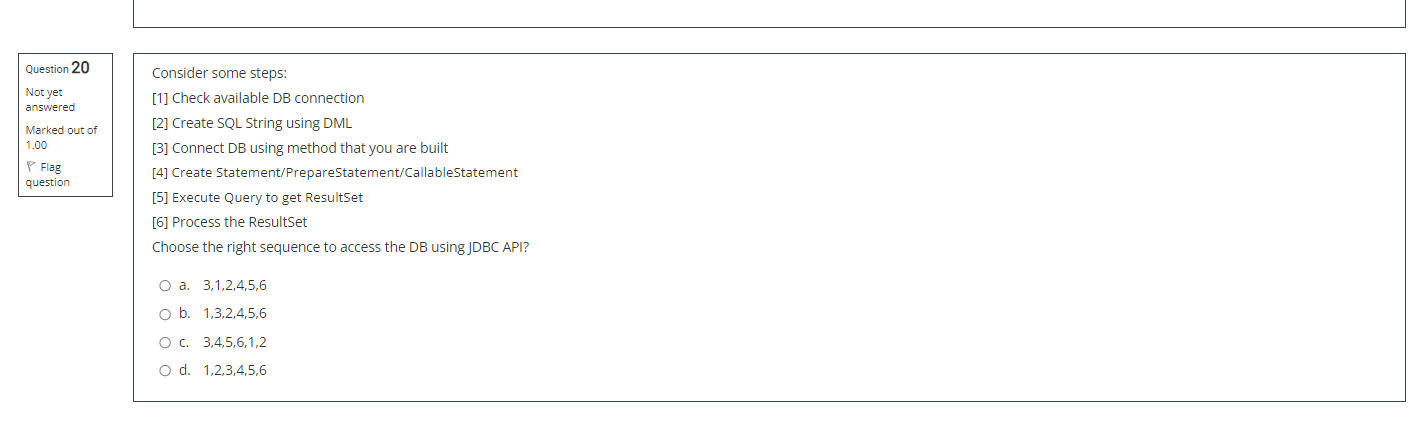 Question 20
Not yet
answered
Marked out of
1.00
Flag
question
Consider some steps:
[1] Check available DB connection
[2] Create SQL String using DML
[3] Connect DB using method that you are built
[4] Create Statement/PrepareStatement/CallableStatement
[5] Execute Query to get ResultSet
[6] Process the ResultSet
Choose the right sequence to access the DB using JDBC API?
a. 3,1,2,4,5,6
b. 1,3,2,4,5,6
c. 3,4,5,6,1,2
d. 1,2,3,4,5,6